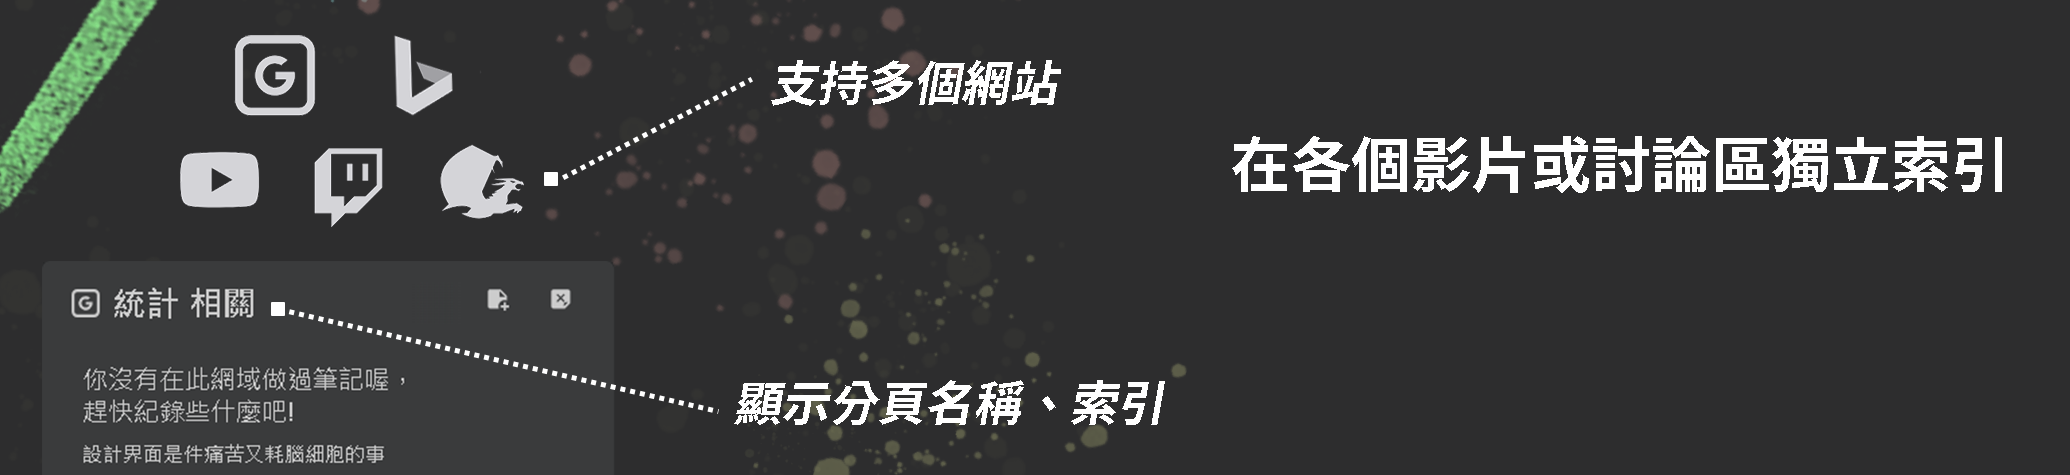 支持多個網站
在各個影片或討論區獨立索引
統計 相關
你沒有在此網域做過筆記喔，
趕快紀錄些什麼吧!
設計界面是件痛苦又耗腦細胞的事
顯示分頁名稱、索引